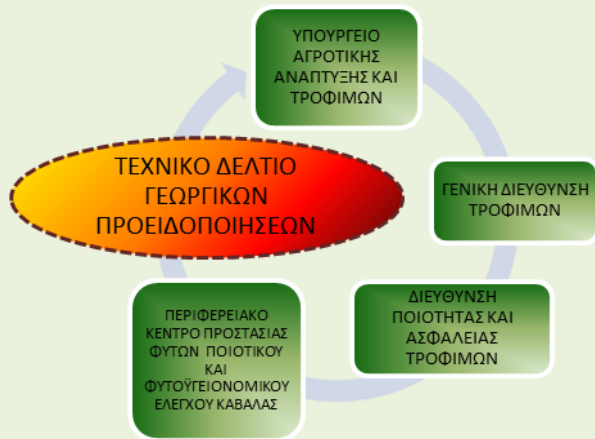 ΥΠΟΥΡΓΕΙΟ
ΑΓΡΟΤΙΚΗΣ
ΑΝΑΠΤΥΞΗΣ ΚΑΙ
ΤΡΟΦΙΜΩΝ
ΤΕΧΝΙΚΟ ΔΕΛΤΙΟ
ΓΕΩΡΓΙΚΩΝ
ΠΡΟΕΙΔΟΠΟΙΗΣΕΩΝ
ΓΕΝΙΚΗ ΔΙΕΥΘΥΝΣΗ
ΤΡΟΦΙΜΩΝ
ΔΙΕΥΘΥΝΣΗ
ΠΟΙΟΤΗΤΑΣ ΚΑΙ
ΑΣΦΑΛΕΙΑΣ
ΤΡΟΦΙΜΩΝ
ΠΕΡΙΦΕΡΕΙΑΚΟ
ΚΕΝΤΡΟ ΠΡΟΣΤΑΣΙΑΣ
ΦΥΤΩΝ ΠΟΙΟΤΙΚΟΥ
ΚΑΙ
ΦΥΤΟΫΓΕΙΟΝΟΜΙΚΟΥ
ΕΛΕΓΧΟΥ ΚΑΒΑΛΑΣ